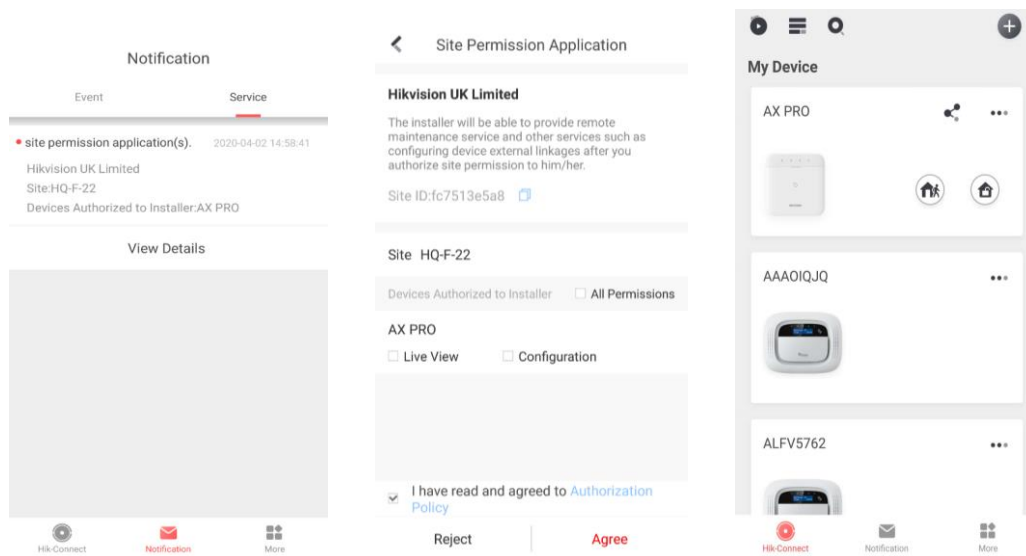 Notification
Event
Service
site permission application(s).
2020-04-02 14:58:41
Hikvision UK Limited
Site:HQ-F-22
Devices Authorized to Installer:AX PRO
View Details
Hik-Connect
Notification
More
Site Permission Application
Hikvision UK Limited
The installer will be able to provide remote
maintenance service and other services such as
configuring device external linkages after you
authorize site permission to him/her.
Site ID:fc7513e5a8
Site HQ-F-22
Devices Authorized to Installer
All Permissions
AX PRO
Live View
Configuration
I have read and agreed to Authorization
Policy
Reject
Agree
My Device
AX PRO
AAAOIQJQ
ALFV5762
Hik-Connect
Notification
More